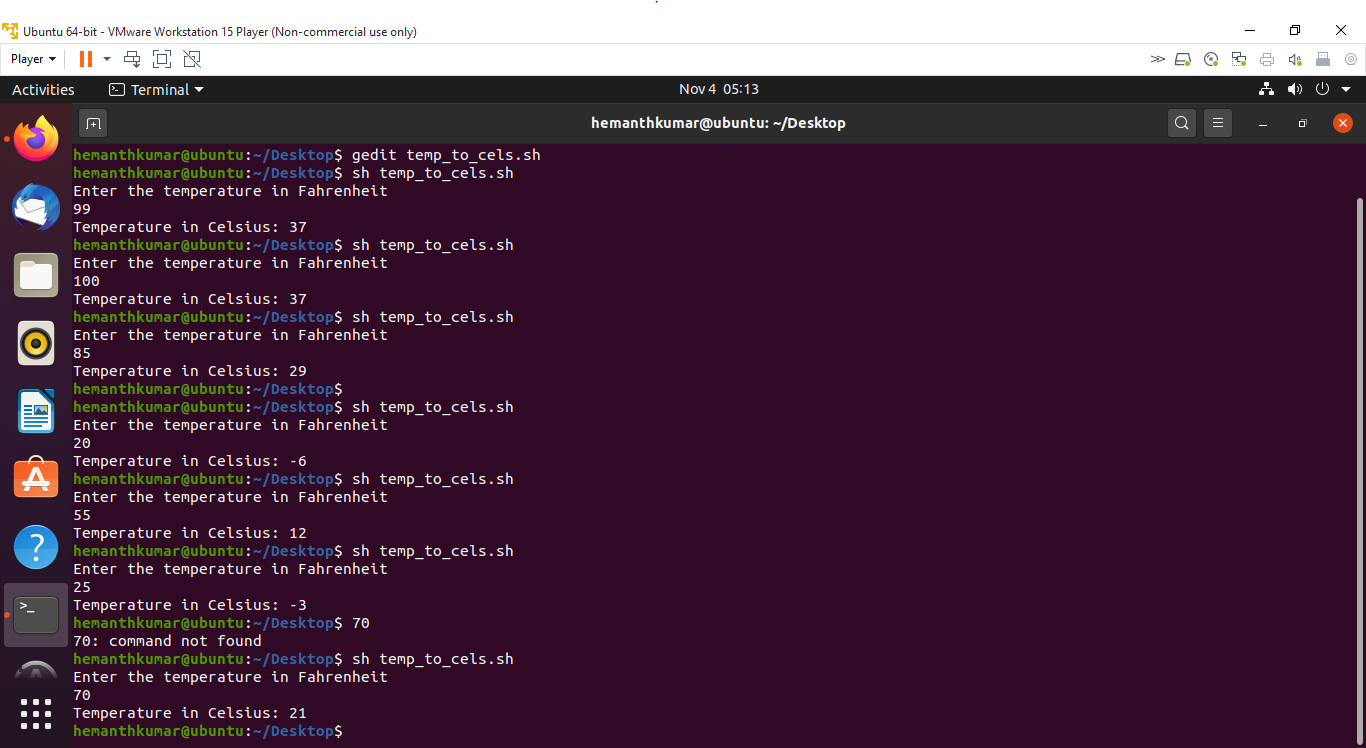 Ubuntu 64-bit - VMware Workstation 15 Player (Non-commercial use only)
Player
Activities
Terminal
Nov 4 05:13
hemanthkumar@ubuntu: ~/Desktop
hemanthkumar@ubuntu:~/Desktop$ gedit temp_to_cels.sh
hemanthkumar@ubuntu:~/Desktop$ sh temp_to_cels.sh
Enter the temperature in Fahrenheit
99
Temperature in Celsius: 37
hemanthkumar@ubuntu:~/Desktop$ sh temp_to_cels.sh
Enter the temperature in Fahrenheit
100
Temperature in Celsius: 37
hemanthkumar@ubuntu:~/Desktop$ sh temp_to_cels.sh
Enter the temperature in Fahrenheit
85
Temperature in Celsius: 29
hemanthkumar@ubuntu:~/Desktop$
hemanthkumar@ubuntu:~/Desktop$ sh temp_to_cels.sh
Enter the temperature in Fahrenheit
20
Temperature in Celsius: -6
hemanthkumar@ubuntu:~/Desktop$ sh temp_to_cels.sh
Enter the temperature in Fahrenheit
55
Temperature in Celsius: 12
hemanthkumar@ubuntu:~/Desktop$ sh temp_to_cels.sh
Enter the temperature in Fahrenheit
25
Temperature in Celsius: -3
hemanthkumar@ubuntu:~/Desktop$ 70
70: command not found
hemanthkumar@ubuntu:~/Desktop$ sh temp_to_cels.sh
Enter the temperature in Fahrenheit
70
Temperature in Celsius: 21
hemanthkumar@ubuntu:~/Desktop$